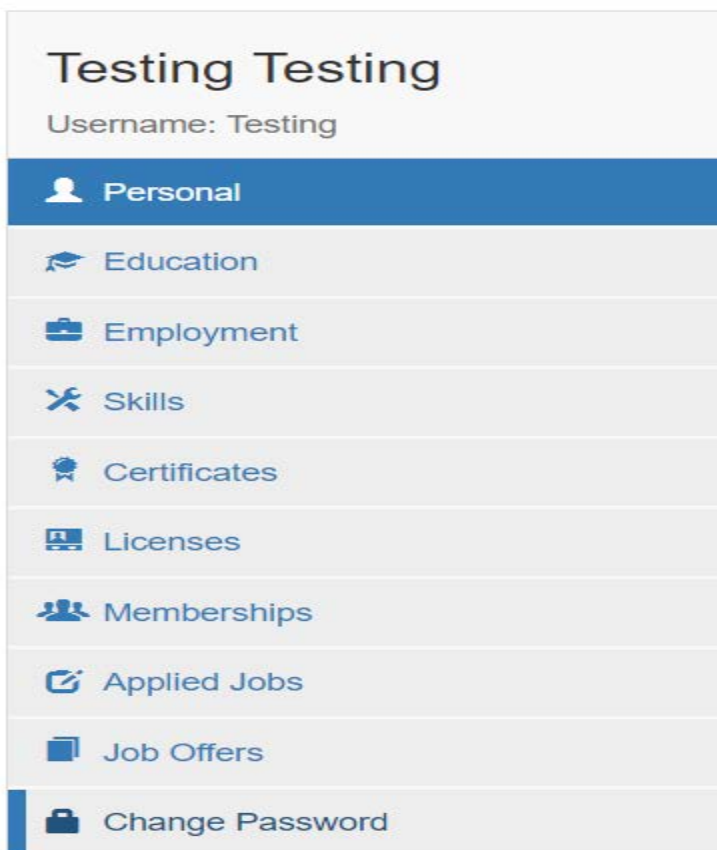 Testing Testing
Username: Testing
Personal
Education
Employment
Skills
Certificates
Licenses
Memberships
Applied Jobs
Job Offers
Change Password